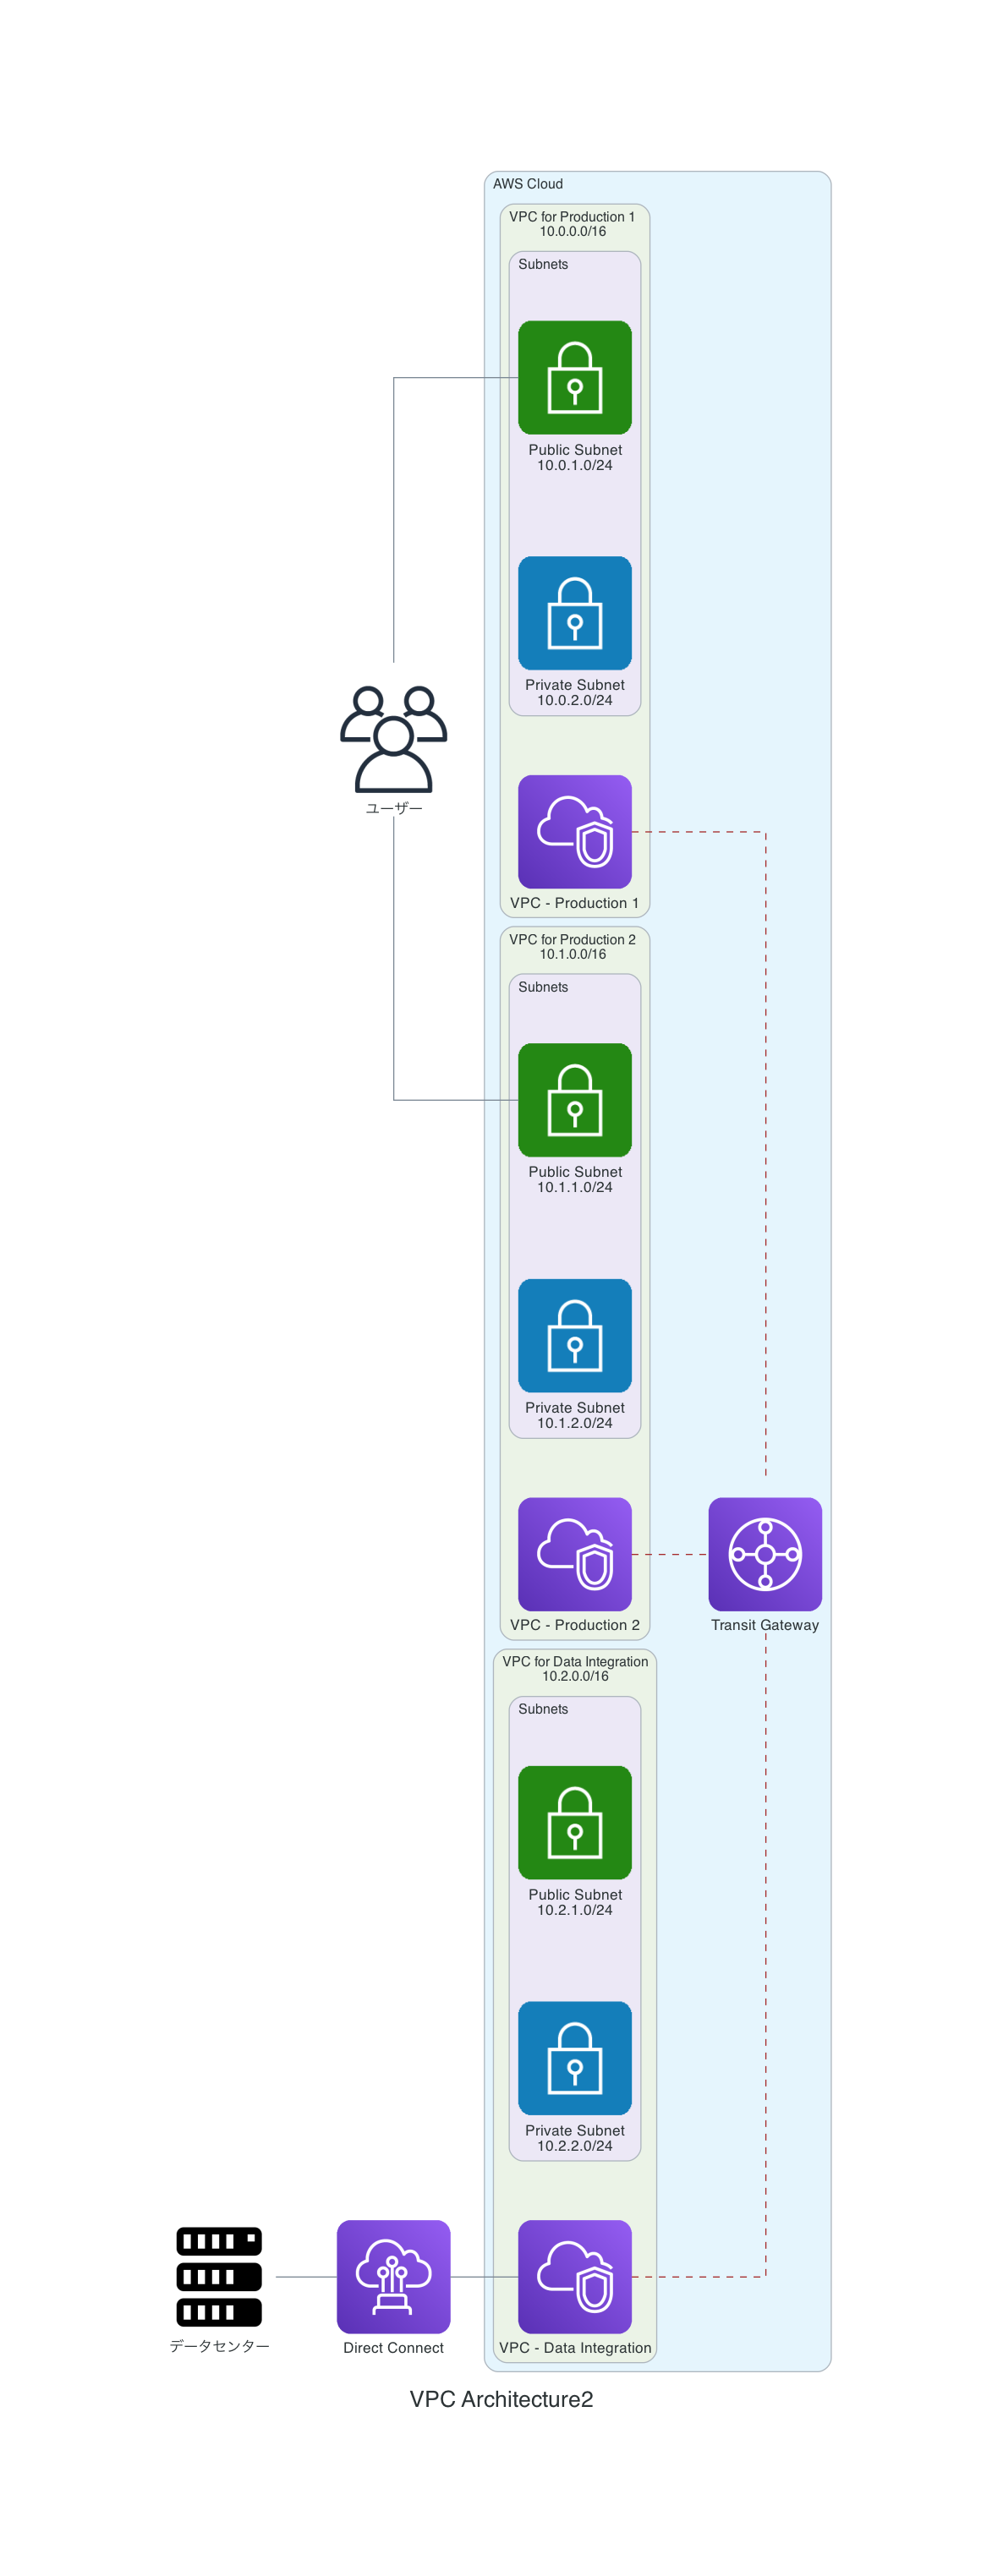 AWS Cloud
VPC for Production 1
10.0.0.0/16
Subnets
Public Subnet
10.0.1.0/24
Private Subnet
10.0.2.0/24
ユーザー
VPC - Production 1
VPC for Production 2
10.1.0.0/16
Subnets
Public Subnet
10.1.1.0/24
Private Subnet
10.1.2.0/24
VPC - Production 2
Transit Gateway
VPC for Data Integration
10.2.0.0/16
Subnets
Public Subnet
10.2.1.0/24
Private Subnet
10.2.2.0/24
データセンター
Direct Connect
VPC - Data Integration
VPC Architecture2